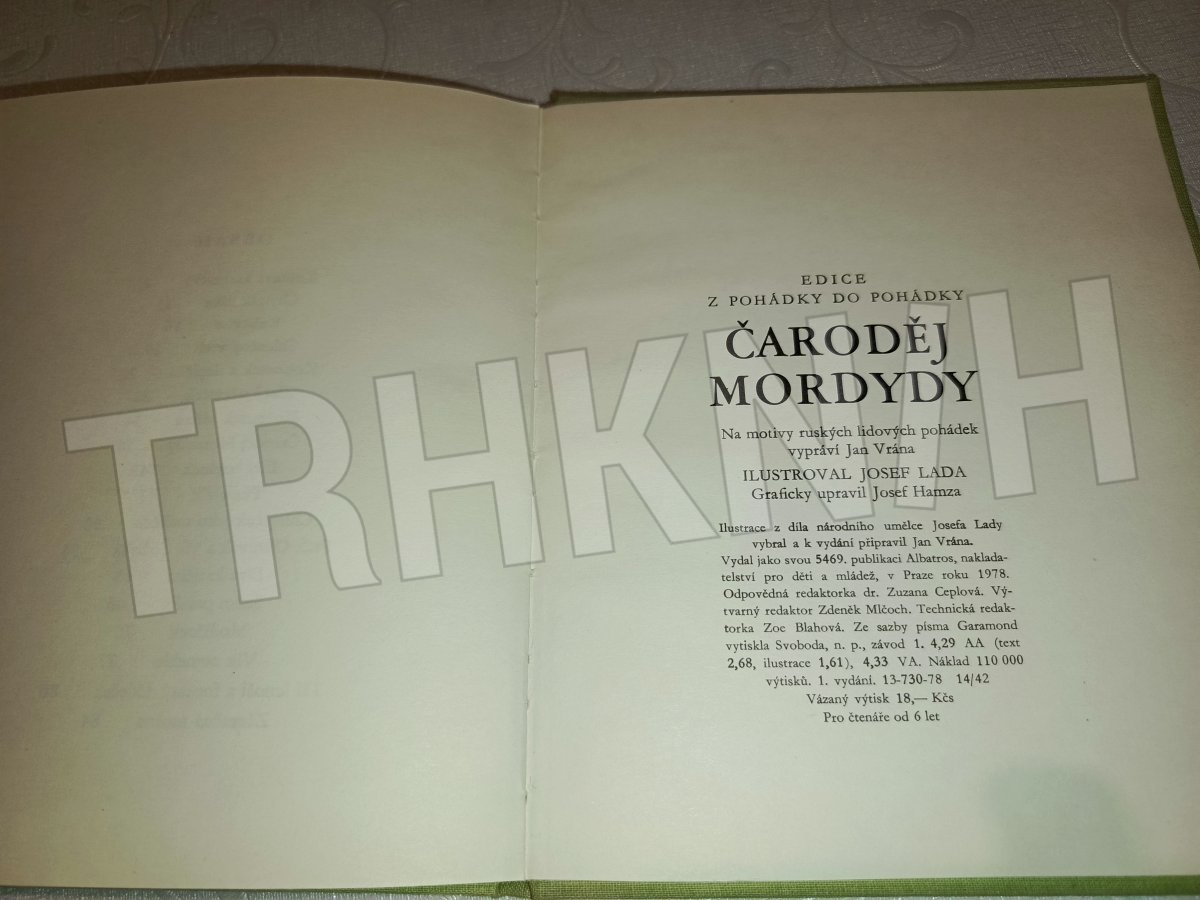 EDICE
Z POHÁDKY DO POHÁDKY
ČARODĚJ
MORDYDY
Na motivy ruských lidových pohádek
vypráví Jan Vrána
ILUSTROVAL JOSEF LADA
Graficky upravil Josef Hamza
Ilustrace z díla národního umělce Josefa Lady
vybral a k vydání připravil Jan Vrána.
Vydal jako svou 5469. publikaci Albatros, naklada-
telství pro děti a mládež, v Praze roku 1978.
Odpovědná redaktorka dr. Zuzana Ceplová. Vý-
tvarný redaktor Zdeněk Mlčoch. Technická redak-
torka Zoe Blahová. Ze sazby písma Garamond
vytiskla Svoboda, n. p., závod 1. 4,29 AA (text
2,68, ilustrace 1,61), 4,33 VA. Náklad 110 000
výtisků. 1. vydání. 13-730-78 14/42
Vázaný výtisk 18,— Kčs
Pro čtenáře od 6 let
TRHKNIH